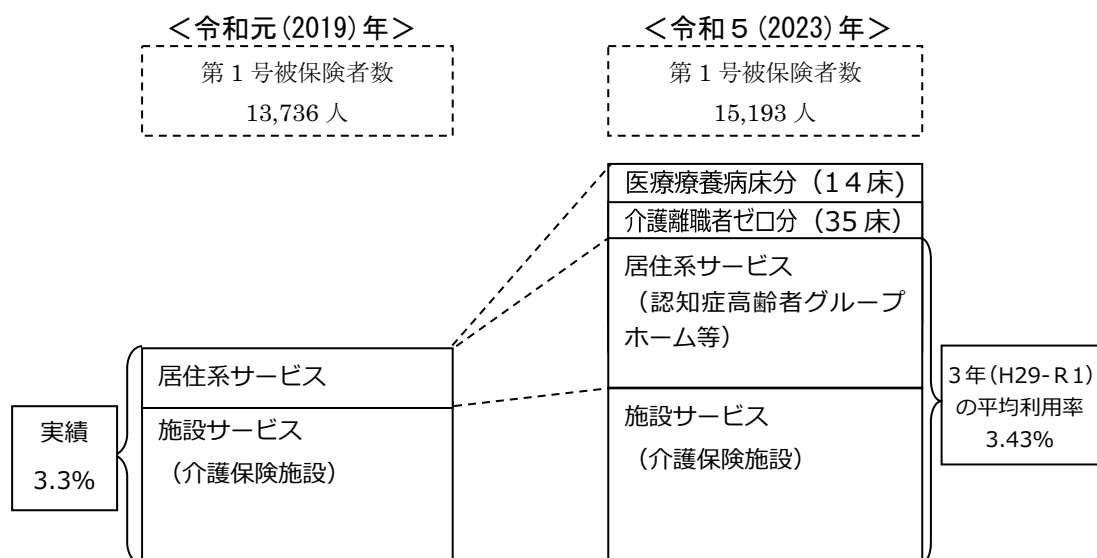 ＜令和元(2019)年＞
第1号被保険者数
13,736人
実績
3.3%
居住系サービス
施設サービス
（介護保険施設）
＜令和５(2023)年＞
第1号被保険者数
15,193人
医療療養病床分（１４床)
介護離職者ゼロ分（35床）
居住系サービス
（認知症高齢者グループ
ホーム等）
施設サービス
（介護保険施設）
3年(H29-Ｒ1)
の平均利用率
3.43%